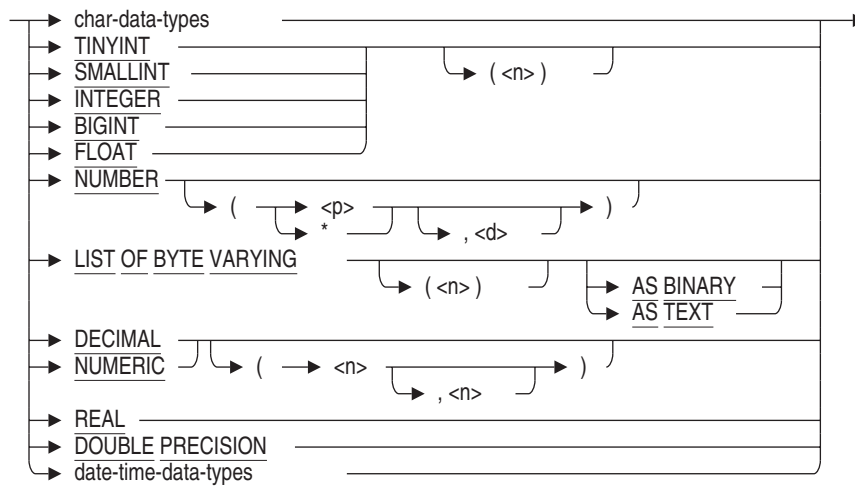 char-data-types
TINYINT
SMALLINT ( <n> )
INTEGER
BIGINT
FLOAT
NUMBER
( <p> )
* , <d>
LIST OF BYTE VARYING
( <n> ) AS BINARY
AS TEXT
DECIMAL
NUMERIC ( <n> )
, <n>
REAL
DOUBLE PRECISION
date-time-data-types